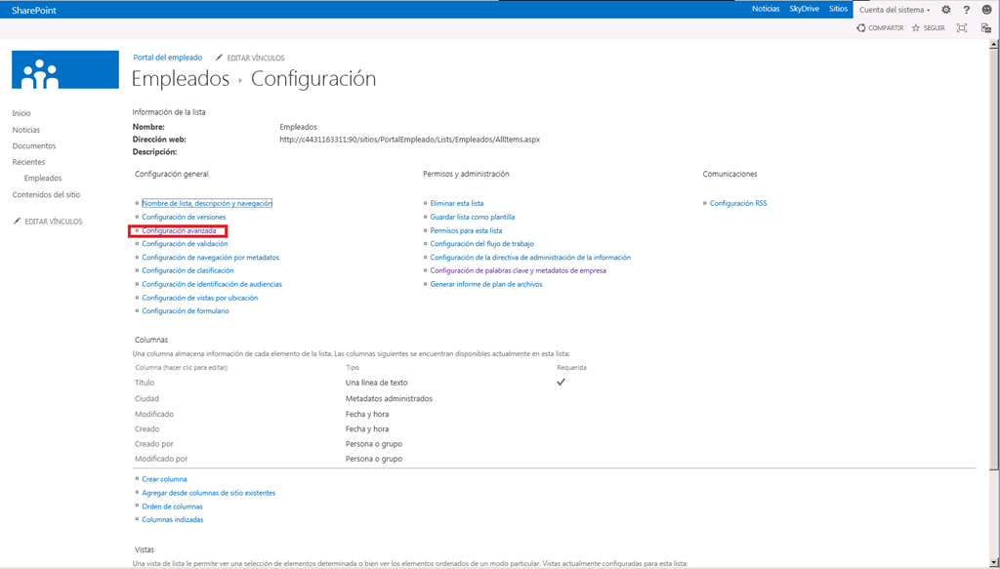 SharePoint
Noticias SkyDrive Sitios Cuenta del sistema
COMPARTIR SEGUIR
Portal del empleado EDITAR VÍNCULOS
Empleados Configuración
Inicio
Noticias
Documentos
Recientes
Empleados
Contenidos del sitio
EDITAR VÍNCULOS
Información de la lista
Nombre: Empleados
Dirección web: http://c4431163311:90/sitios/PortalEmpleado/Lists/Empleados/AllItems.aspx
Descripción:
Configuración general
Nombre de lista, descripción y navegación
Configuración de versiones
Configuración avanzada
Configuración de validación
Configuración de navegación por metadatos
Configuración de clasificación
Configuración de identificación de audiencias
Configuración de vistas por ubicación
Configuración de formulario
Permisos y administración
Eliminar esta lista
Guardar lista como plantilla
Permisos para esta lista
Configuración del flujo de trabajo
Configuración de la directiva de administración de la información
Configuración de palabras clave y metadatos de empresa
Generar informe de plan de archivos
Comunicaciones
Configuración RSS
Columnas
Una columna almacena información de cada elemento de la lista. Las columnas siguientes se encuentran disponibles actualmente en esta lista:
Columna (hacer clic para editar) Tipo Requerida
Título Una línea de texto ✓
Ciudad Metadatos administrados
Modificado Fecha y hora
Creado Fecha y hora
Creado por Persona o grupo
Modificado por Persona o grupo
Crear columna
Agregar desde columnas de sitio existentes
Orden de columnas
Columnas indizadas
Vistas
Una vista de lista le permite ver una selección de elementos determinada o bien ver los elementos ordenados de un modo particular. Vistas actualmente configuradas para esta lista: